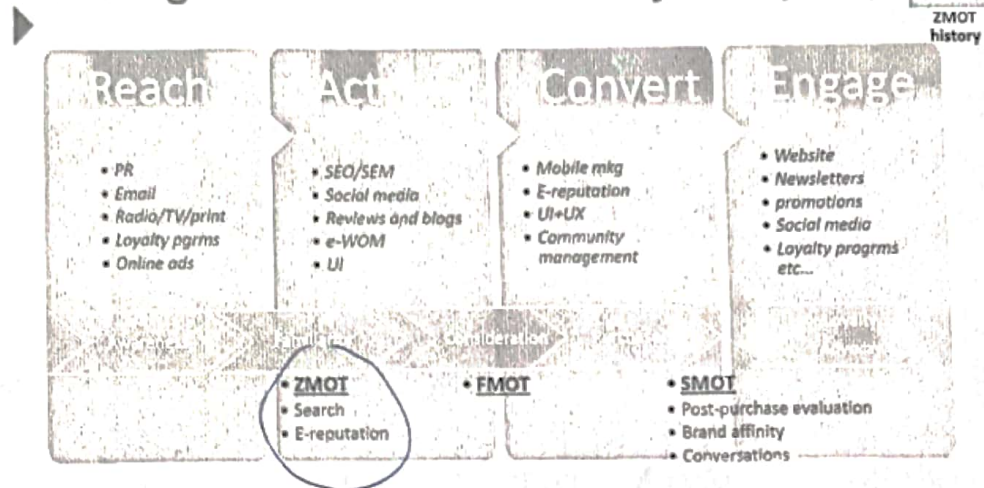 ZMOT
history
Reach
Act
Convert
Engage
• PR
• Email
• Radio/TV/print
• Loyalty pgrms
• Online ads
• SEO/SEM
• Social media
• Reviews and blogs
• e-WOM
• UI
• Mobile mkg
• E-reputation
• UI+UX
• Community
management
• Website
• Newsletters
• promotions
• Social media
• Loyalty progrms
etc...
Consideration
• ZMOT
• Search
• E-reputation
• FMOT
• SMOT
• Post-purchase evaluation
• Brand affinity
• Conversations